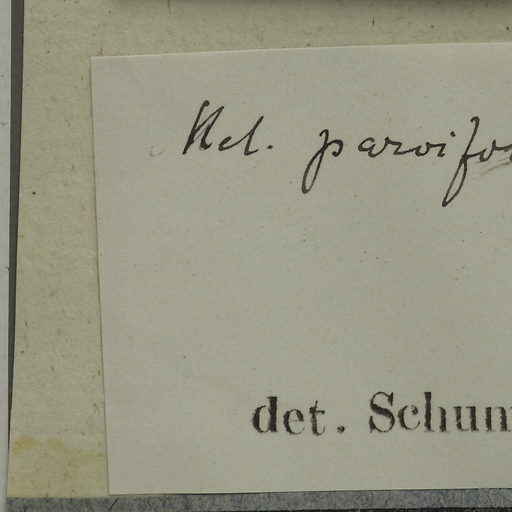 Hel. parvifo
det. Schum